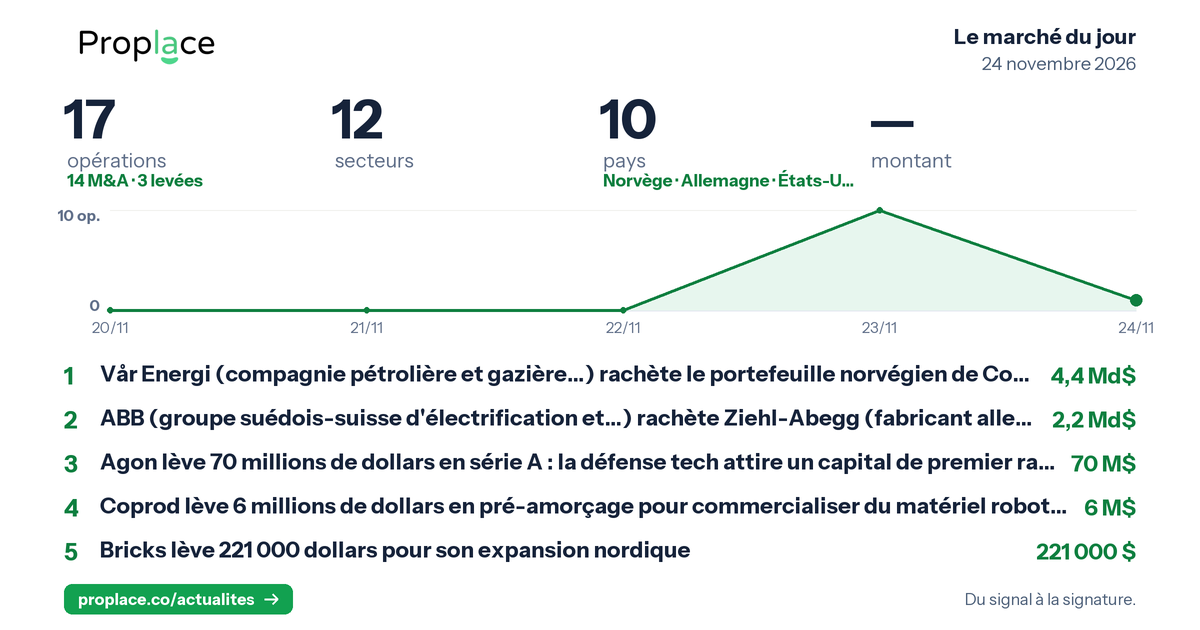 Proplace
Le marché du jour
24 novembre 2026
17
opérations
14 M&A · 3 levées
12
secteurs
10
pays
Norvège · Allemagne · États-U...
—
montant
10 op.
0
20/11
21/11
22/11
23/11
24/11
1 Vår Energi (compagnie pétrolière et gazière...) rachète le portefeuille norvégien de Co... 4,4 Md$
2 ABB (groupe suédois-suisse d'électrification et...) rachète Ziehl-Abegg (fabricant alle... 2,2 Md$
3 Agon lève 70 millions de dollars en série A : la défense tech attire un capital de premier ra... 70 M$
4 Coprod lève 6 millions de dollars en pré-amorçage pour commercialiser du matériel robot... 6 M$
5 Bricks lève 221 000 dollars pour son expansion nordique 221 000 $
proplace.co/actualites →
Du signal à la signature.